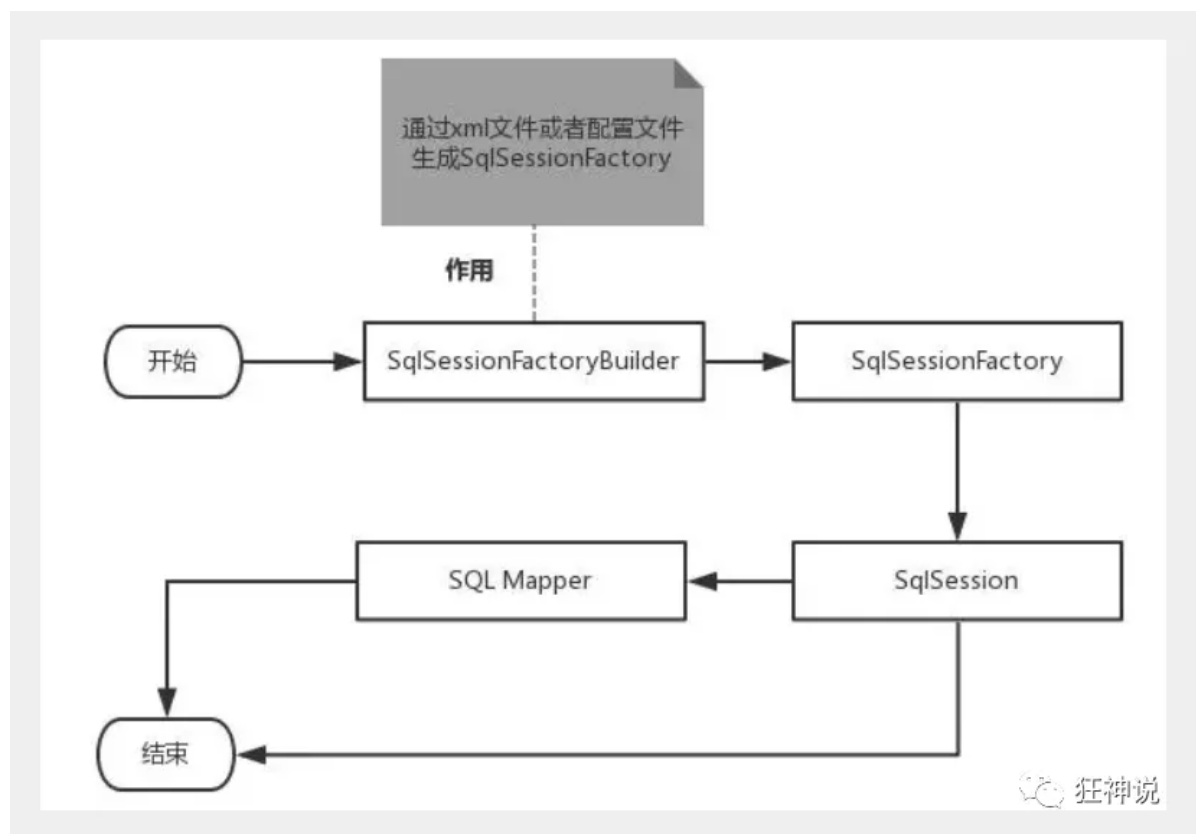 通过xml文件或者配置文件
生成SqlSessionFactory
作用
开始
SqlSessionFactoryBuilder
SqlSessionFactory
SQL Mapper
SqlSession
结束
狂神说